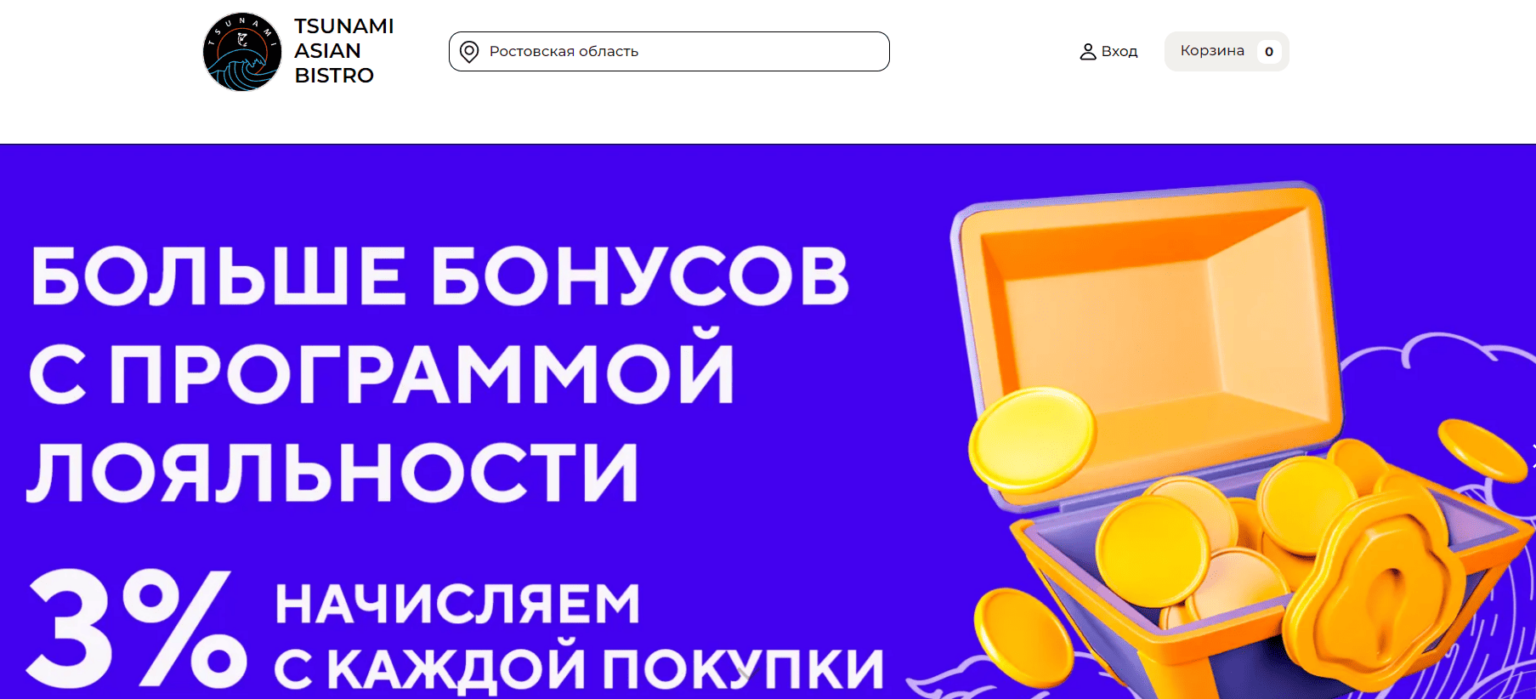 TSUNAMI
TSUNAMI
ASIAN
BISTRO
Ростовская область
Вход
Корзина 0
БОЛЬШЕ БОНУСОВ
С ПРОГРАММОЙ
ЛОЯЛЬНОСТИ
3% НАЧИСЛЯЕМ
С КАЖДОЙ ПОКУПКИ